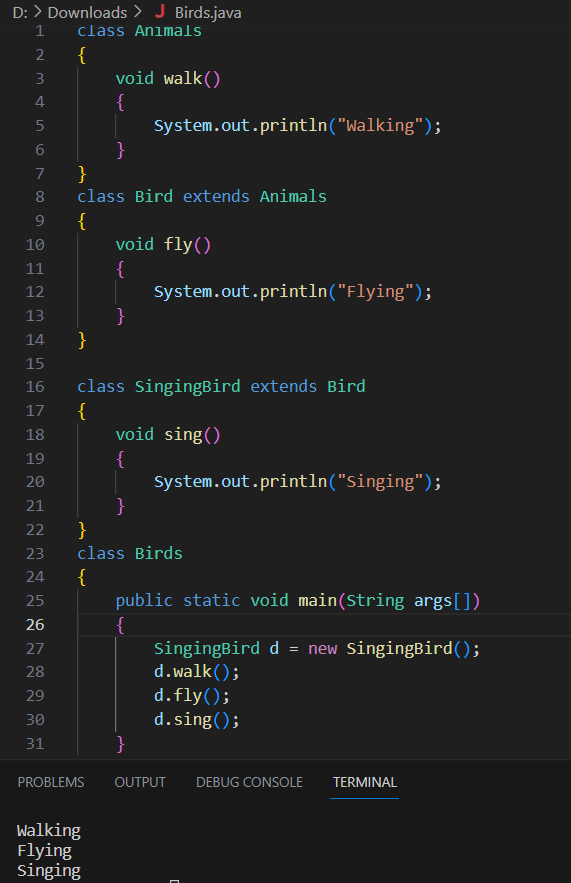 D: > Downloads > J Birds.java
1 class Animals
2 {
3 void walk()
4 {
5 System.out.println("Walking");
6 }
7 }
8 class Bird extends Animals
9 {
10 void fly()
11 {
12 System.out.println("Flying");
13 }
14 }
15
16 class SingingBird extends Bird
17 {
18 void sing()
19 {
20 System.out.println("Singing");
21 }
22 }
23 class Birds
24 {
25 public static void main(String args[])
26 {
27 SingingBird d = new SingingBird();
28 d.walk();
29 d.fly();
30 d.sing();
31 }
PROBLEMS OUTPUT DEBUG CONSOLE TERMINAL
Walking
Flying
Singing